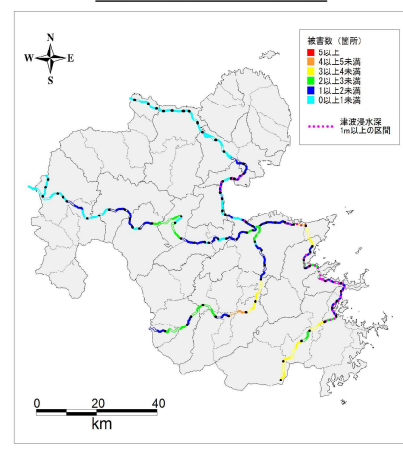 N
W E
S
被害数（箇所）
5以上
4以上5未満
3以上4未満
2以上3未満
1以上2未満
0以上1未満
津波浸水深
1m以上の区間
0 20 40
km